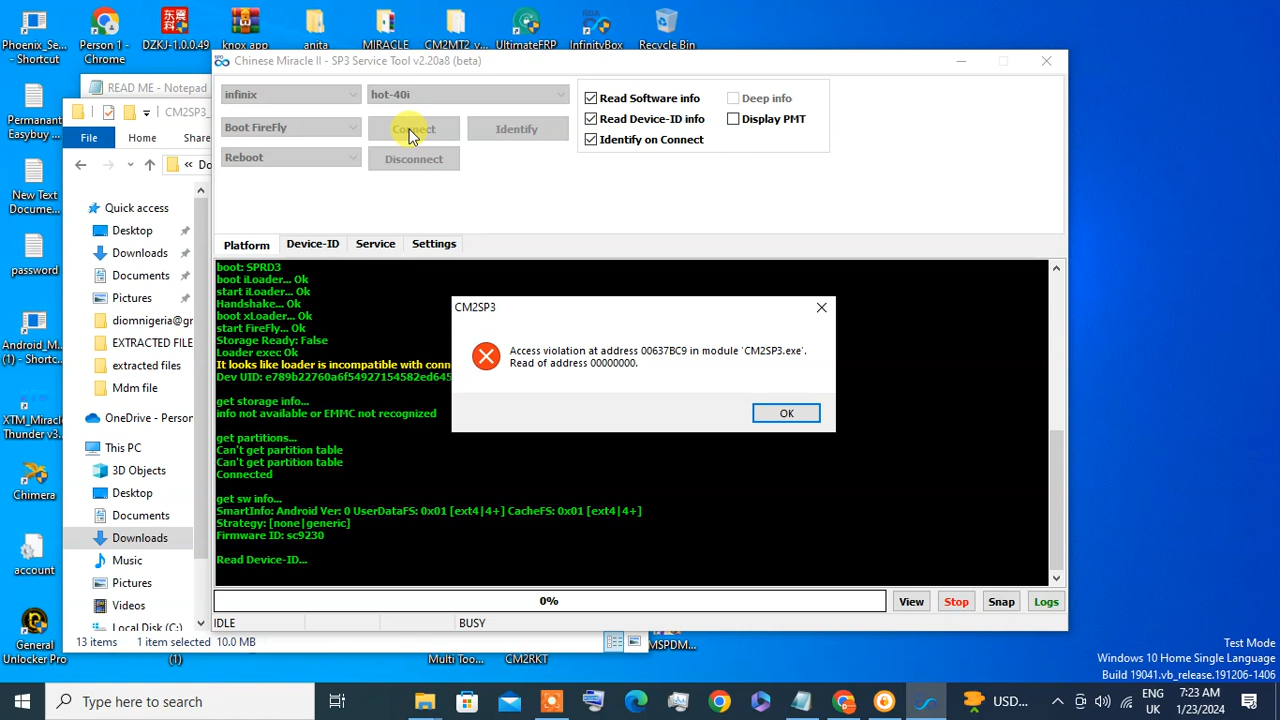 Phoenix_Se...
- Shortcut
Person 1 -
Chrome
DZKJ-1.0.0.49
knox app
anita
MIRACLE
CM2MT2_v...
UltimateFRP
InfinityBox
Recycle Bin
Permanant
Easybuy ...
New Text
Docume...
password
Android_M...
(1) - Shortc...
XTM_Miracle
Thunder v3....
Chimera
account
General
Unlocker Pro
READ ME - Notepad
CM2SP3_
File
Home
Share
« Do
Quick access
Desktop
Downloads
Documents
Pictures
diomnigeria@gr
EXTRACTED FILE
extracted files
Mdm file
OneDrive - Person
This PC
3D Objects
Desktop
Documents
Downloads
Music
Pictures
Videos
Local Disk (C:)
13 items
1 item selected 10.0 MB
(1)
Multi Too...
CM2RKT
MSPDM...
Chinese Miracle II - SP3 Service Tool v2.20a8 (beta)
infinix
hot-40i
Boot FireFly
Connect
Identify
Reboot
Disconnect
Read Software info
Deep info
Read Device-ID info
Display PMT
Identify on Connect
Platform
Device-ID
Service
Settings
boot: SPRD3
boot iLoader... Ok
start iLoader... Ok
Handshake... Ok
boot xLoader... Ok
start FireFly... Ok
Storage Ready: False
Loader exec Ok
It looks like loader is incompatible with conn
Dev UID: e789b22760a6f54927154582ed645
get storage info...
info not available or EMMC not recognized
get partitions...
Can't get partition table
Can't get partition table
Connected
get sw info...
SmartInfo: Android Ver: 0 UserDataFS: 0x01 [ext4|4+] CacheFS: 0x01 [ext4|4+]
Strategy: [none|generic]
Firmware ID: sc9230
Read Device-ID...
CM2SP3
Access violation at address 00637BC9 in module 'CM2SP3.exe'.
Read of address 00000000.
OK
0%
View
Stop
Snap
Logs
IDLE
BUSY
Test Mode
Windows 10 Home Single Language
Build 19041.vb_release.191206-1406
Type here to search
USD...
ENG
UK
7:23 AM
1/23/2024